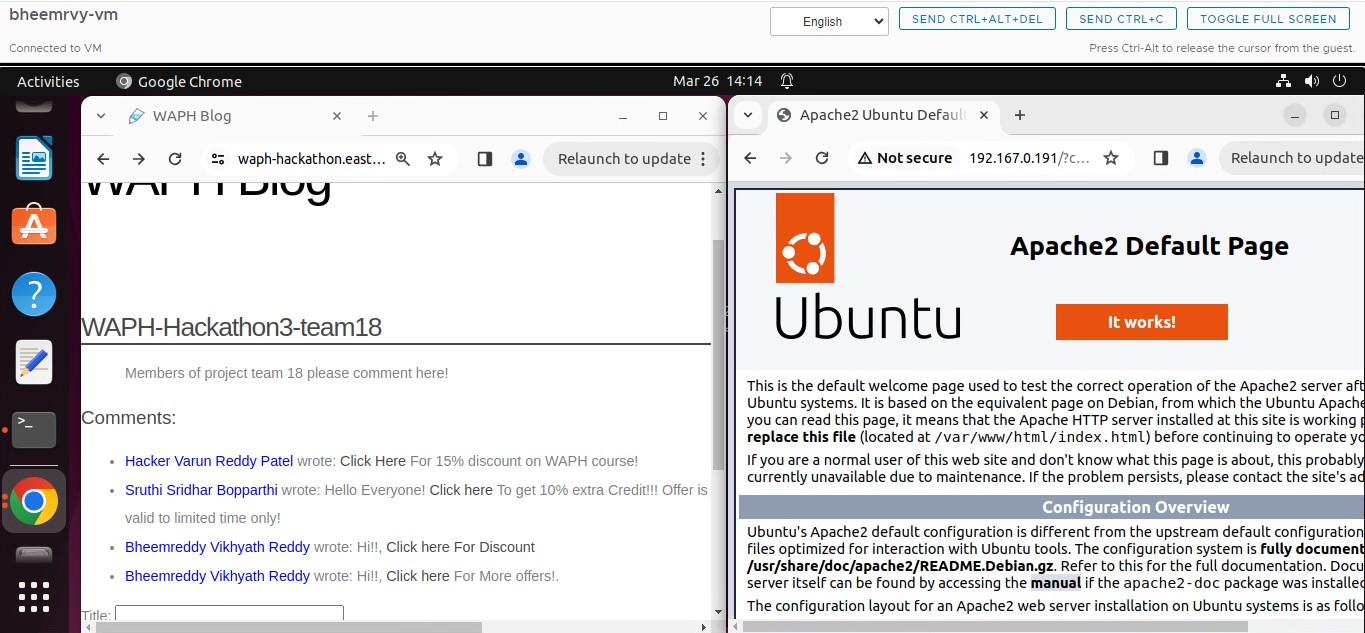 bheemrvy-vm
English
SEND CTRL+ALT+DEL
SEND CTRL+C
TOGGLE FULL SCREEN
Connected to VM
Press Ctrl-Alt to release the cursor from the guest.
Activities
Google Chrome
Mar 26 14:14
WAPH Blog
waph-hackathon.east...
Relaunch to update
WAPH Blog
WAPH-Hackathon3-team18
Members of project team 18 please comment here!
Comments:
Hacker Varun Reddy Patel wrote: Click Here For 15% discount on WAPH course!
Sruthi Sridhar Bopparthi wrote: Hello Everyone! Click here To get 10% extra Credit!!! Offer is
valid to limited time only!
Bheemreddy Vikhyath Reddy wrote: Hi!!, Click here For Discount
Bheemreddy Vikhyath Reddy wrote: Hi!!, Click here For More offers!.
Title:
Apache2 Ubuntu Default
Not secure
192.167.0.191/?c...
Relaunch to update
Apache2 Default Page
Ubuntu
It works!
This is the default welcome page used to test the correct operation of the Apache2 server aft
Ubuntu systems. It is based on the equivalent page on Debian, from which the Ubuntu Apache
you can read this page, it means that the Apache HTTP server installed at this site is working p
replace this file (located at /var/www/html/index.html) before continuing to operate yo
If you are a normal user of this web site and don't know what this page is about, this probably
currently unavailable due to maintenance. If the problem persists, please contact the site's ad
Configuration Overview
Ubuntu's Apache2 default configuration is different from the upstream default configuration
files optimized for interaction with Ubuntu tools. The configuration system is fully document
/usr/share/doc/apache2/README.Debian.gz. Refer to this for the full documentation. Docu
server itself can be found by accessing the manual if the apache2-doc package was installed
The configuration layout for an Apache2 web server installation on Ubuntu systems is as follo